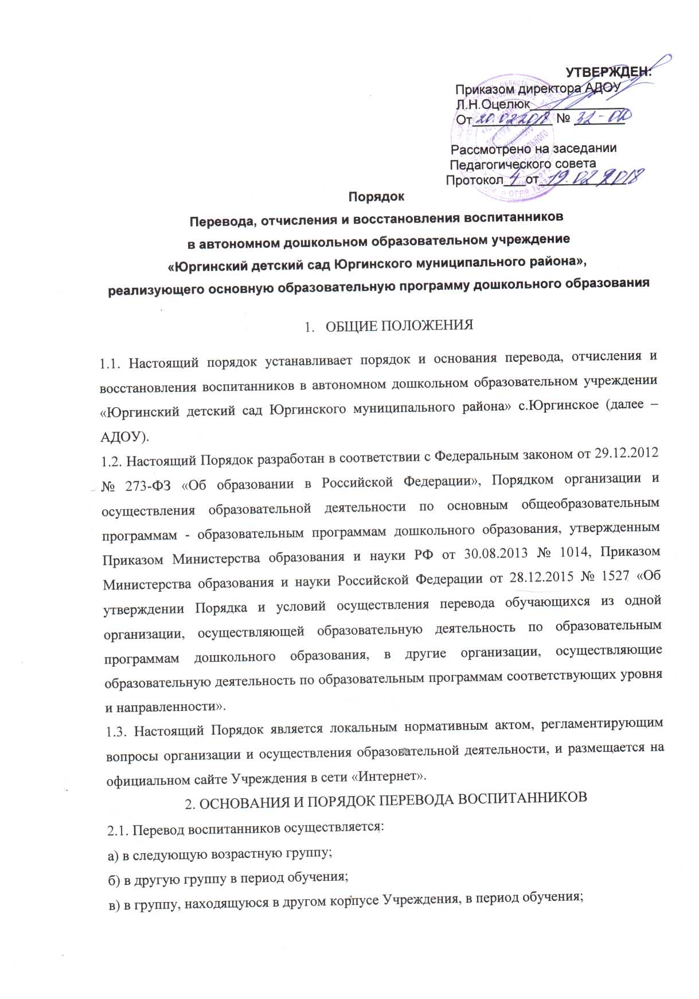 УТВЕРЖДЕН:
Приказом директора АДОУ
Л.Н.Оцелюк_____________
От 20.02.2018 № 32-ОД
Рассмотрено на заседании
Педагогического совета
Протокол 4 от 19.02.2018
Порядок
Перевода, отчисления и восстановления воспитанников
в автономном дошкольном образовательном учреждение
«Юргинский детский сад Юргинского муниципального района»,
реализующего основную образовательную программу дошкольного образования
1. ОБЩИЕ ПОЛОЖЕНИЯ
1.1. Настоящий порядок устанавливает порядок и основания перевода, отчисления и
восстановления воспитанников в автономном дошкольном образовательном учреждении
«Юргинский детский сад Юргинского муниципального района» с.Юргинское (далее –
АДОУ).
1.2. Настоящий Порядок разработан в соответствии с Федеральным законом от 29.12.2012
№ 273-ФЗ «Об образовании в Российской Федерации», Порядком организации и
осуществления образовательной деятельности по основным общеобразовательным
программам - образовательным программам дошкольного образования, утвержденным
Приказом Министерства образования и науки РФ от 30.08.2013 № 1014, Приказом
Министерства образования и науки Российской Федерации от 28.12.2015 № 1527 «Об
утверждении Порядка и условий осуществления перевода обучающихся из одной
организации, осуществляющей образовательную деятельность по образовательным
программам дошкольного образования, в другие организации, осуществляющие
образовательную деятельность по образовательным программам соответствующих уровня
и направленности».
1.3. Настоящий Порядок является локальным нормативным актом, регламентирующим
вопросы организации и осуществления образовательной деятельности, и размещается на
официальном сайте Учреждения в сети «Интернет».
2. ОСНОВАНИЯ И ПОРЯДОК ПЕРЕВОДА ВОСПИТАННИКОВ
2.1. Перевод воспитанников осуществляется:
а) в следующую возрастную группу;
б) в другую группу в период обучения;
в) в группу, находящуюся в другом корпусе Учреждения, в период обучения;